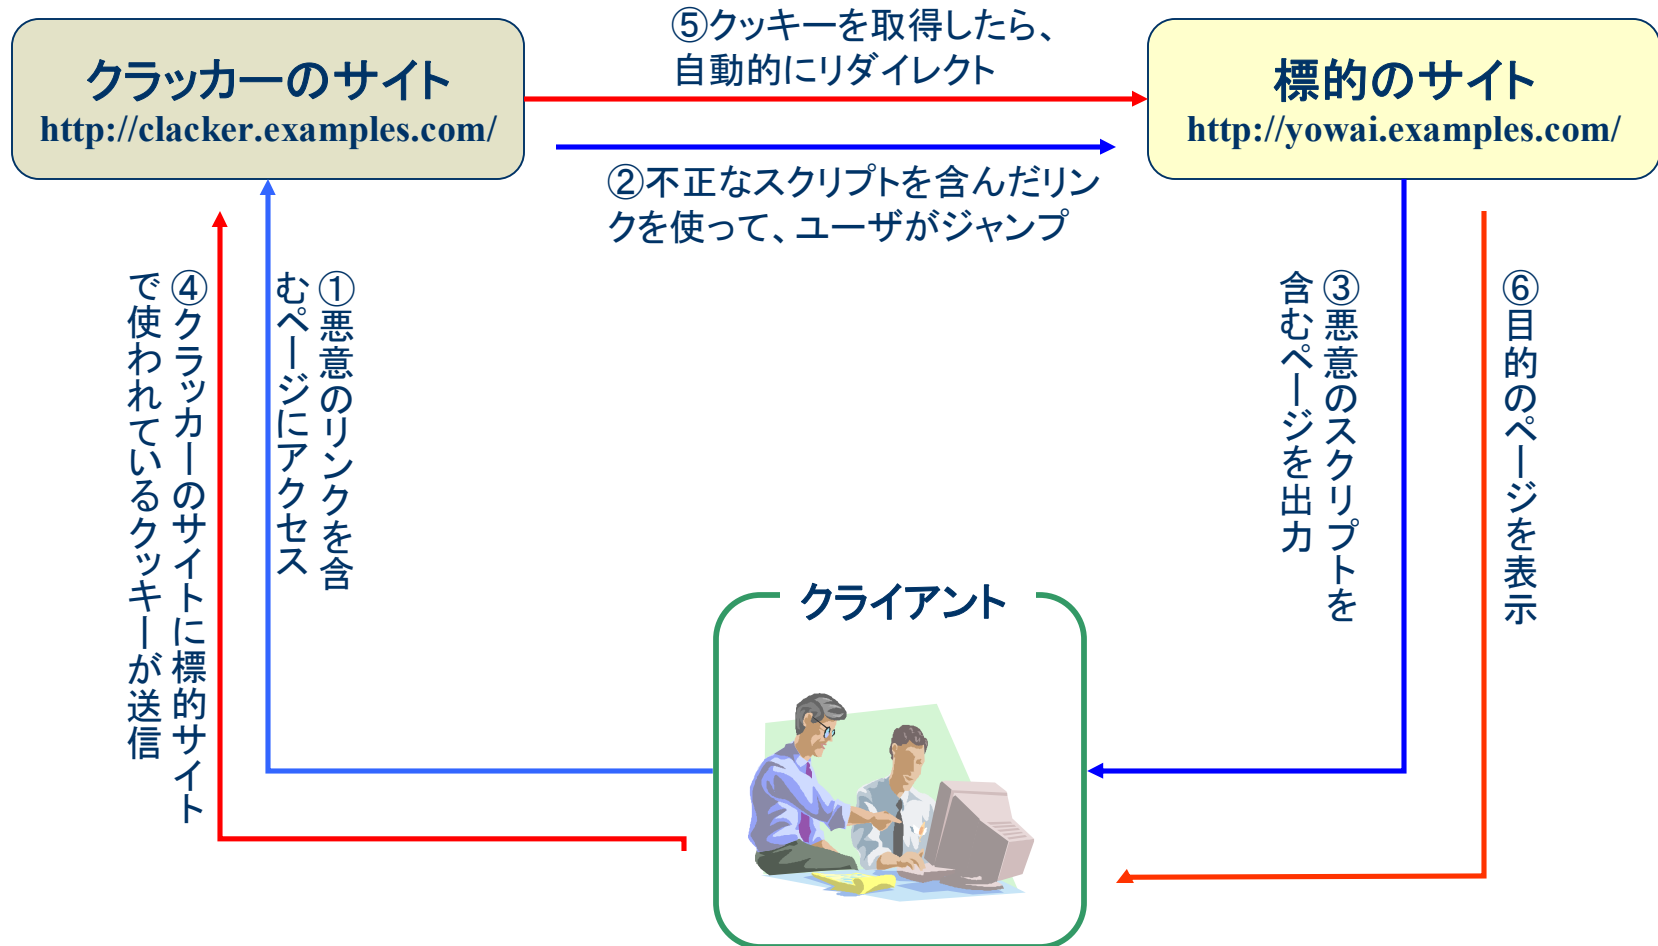 ⑤クッキーを取得したら、
自動的にリダイレクト
クラッカーのサイト
http://clacker.examples.com/
標的のサイト
http://yowai.examples.com/
②不正なスクリプトを含んだリン
クを使って、ユーザがジャンプ
①悪意のリンクを含
むページにアクセス
④クラッカーのサイトに標的サイト
で使われているクッキーが送信
③悪意のスクリプトを
含むページを出力
⑥目的のページを表示
クライアント